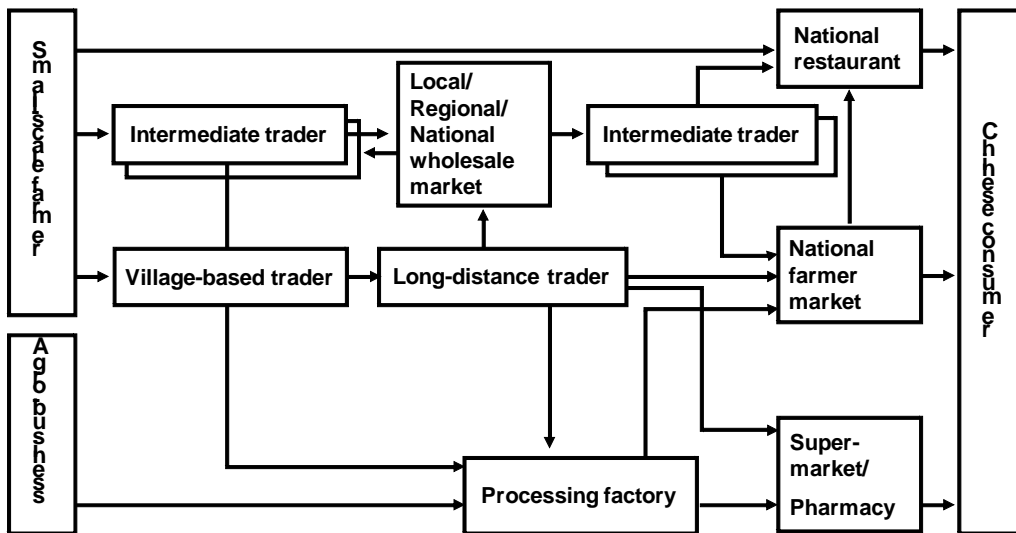 Small scale farmer
Agro-business
Intermediate trader
Village-based trader
Local/
Regional/
National
wholesale
market
Long-distance trader
Processing factory
Intermediate trader
National
restaurant
National
farmer
market
Super-
market/
Pharmacy
Chinese consumer